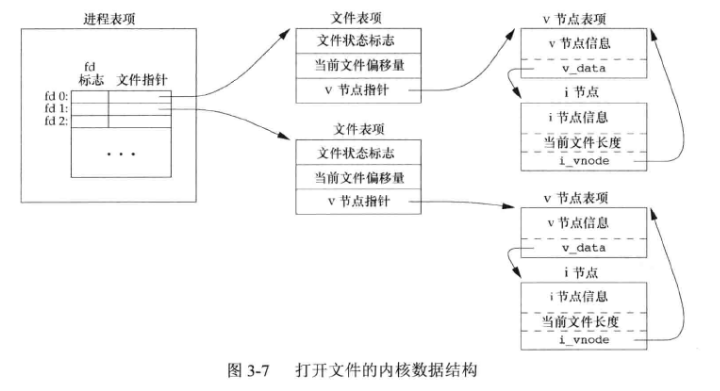 进程表项
fd
标志 文件指针
fd 0:
fd 1:
fd 2:
...
文件表项
文件状态标志
当前文件偏移量
v 节点指针
文件表项
文件状态标志
当前文件偏移量
v 节点指针
v 节点表项
v 节点信息
v_data
i 节点
i 节点信息
当前文件长度
i_vnode
v 节点表项
v 节点信息
v_data
i 节点
i 节点信息
当前文件长度
i_vnode
图 3-7 打开文件的内核数据结构